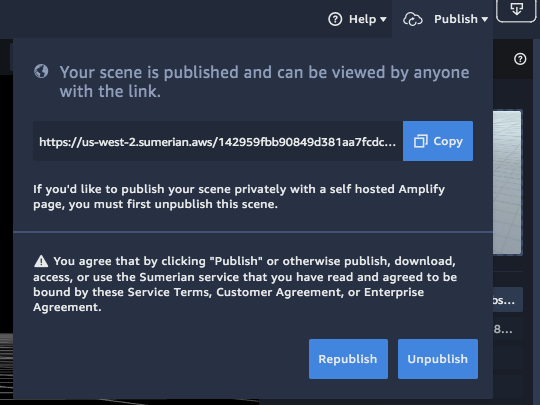 Help
Publish
Your scene is published and can be viewed by anyone
with the link.
https://us-west-2.sumerian.aws/142959fbb90849d381aa7fcdc...
Copy
If you'd like to publish your scene privately with a self hosted Amplify
page, you must first unpublish this scene.
You agree that by clicking "Publish" or otherwise publish, download,
access, or use the Sumerian service that you have read and agreed to be
bound by these Service Terms, Customer Agreement, or Enterprise
Agreement.
os...
8...
Republish
Unpublish